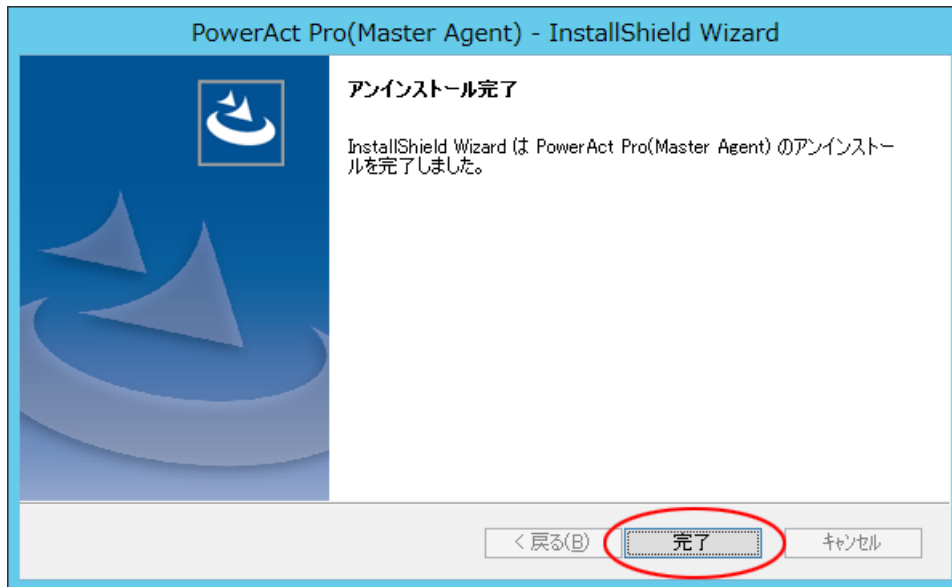 PowerAct Pro(Master Agent) - InstallShield Wizard
アンインストール完了
InstallShield Wizard は PowerAct Pro(Master Agent) のアンインストー
ルを完了しました。
< 戻る(B)
完了
キャンセル